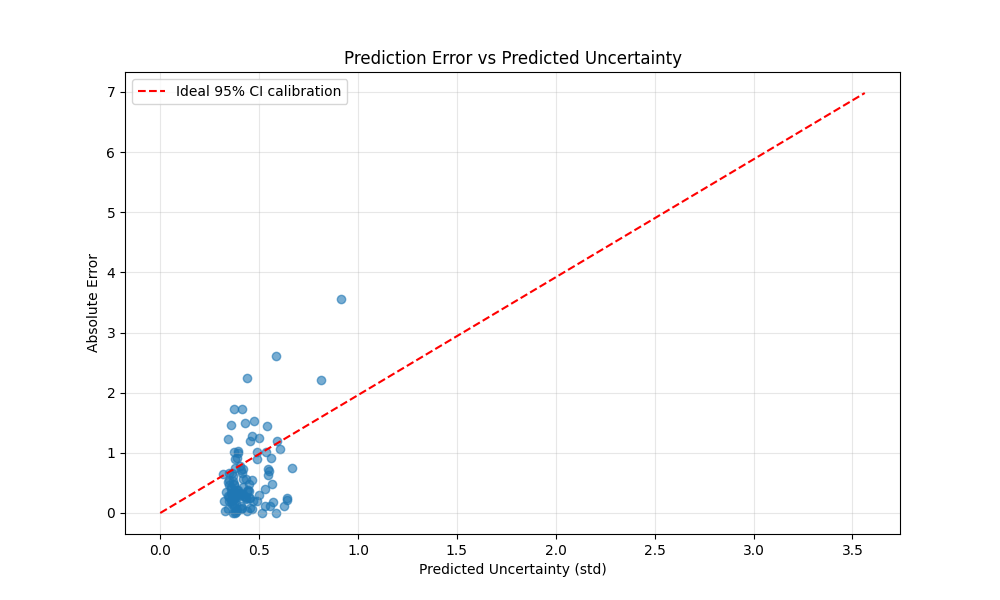 Prediction Error vs Predicted Uncertainty
Ideal 95% CI calibration
Absolute Error
7
6
5
4
3
2
1
0
0.0 0.5 1.0 1.5 2.0 2.5 3.0 3.5
Predicted Uncertainty (std)